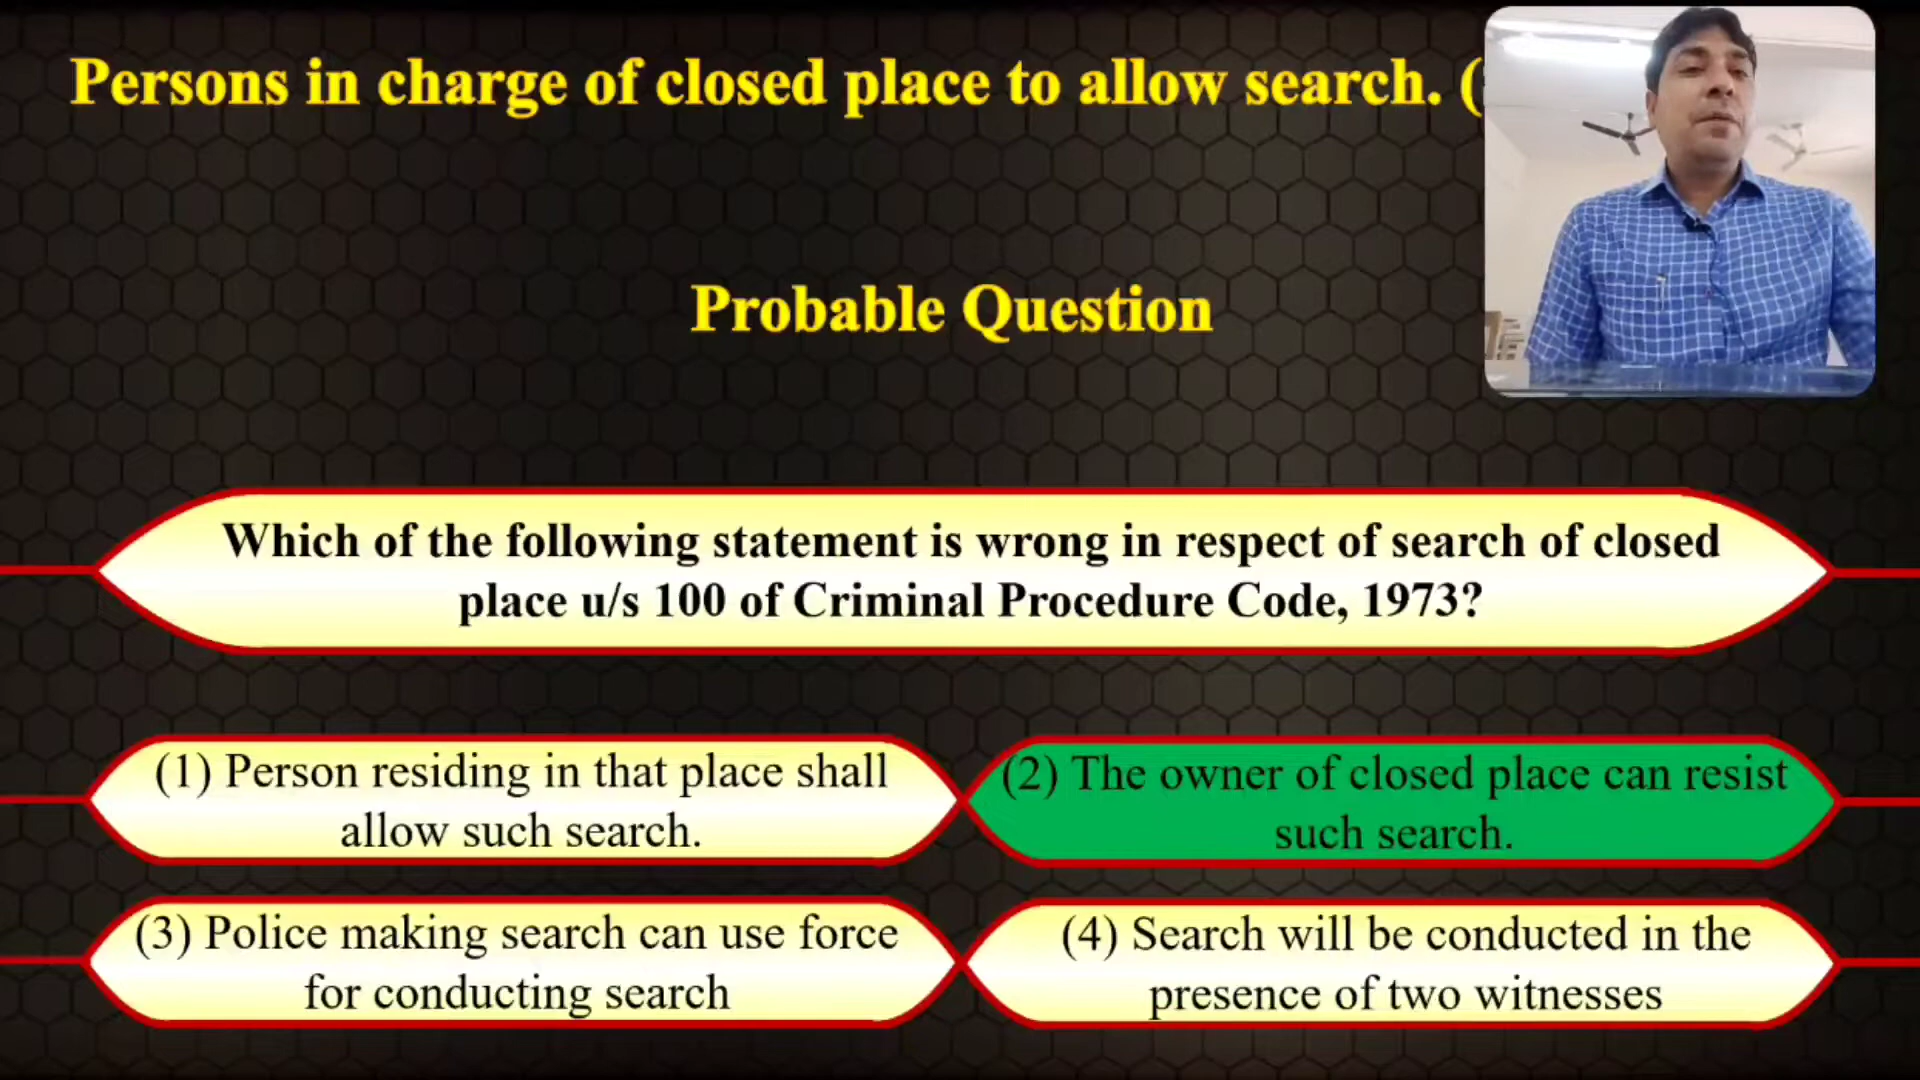 Persons in charge of closed place to allow search. (
Probable Question
Which of the following statement is wrong in respect of search of closed
place u/s 100 of Criminal Procedure Code, 1973?
(1) Person residing in that place shall
allow such search.
(2) The owner of closed place can resist
such search.
(3) Police making search can use force
for conducting search
(4) Search will be conducted in the
presence of two witnesses